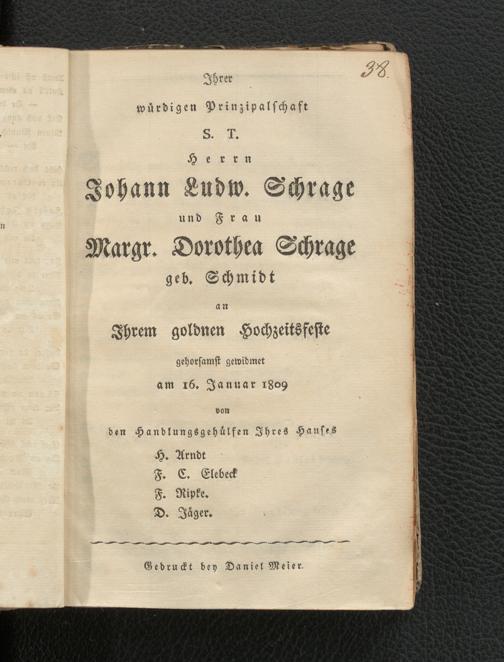 38.
Ihrer
würdigen Prinzipalschaft
S. T.
Herrn
Johann Ludw. Schrage
und Frau
Margr. Dorothea Schrage
geb. Schmidt
an
Ihrem goldnen Hochzeitsfeste
gehorsamst gewidmet
am 16. Januar 1809
von
den Handlungsgehülfen Ihres Hauses
H. Arndt
F. C. Elebeck
F. Ripke.
D. Jäger.
Gedruckt bey Daniel Meier.